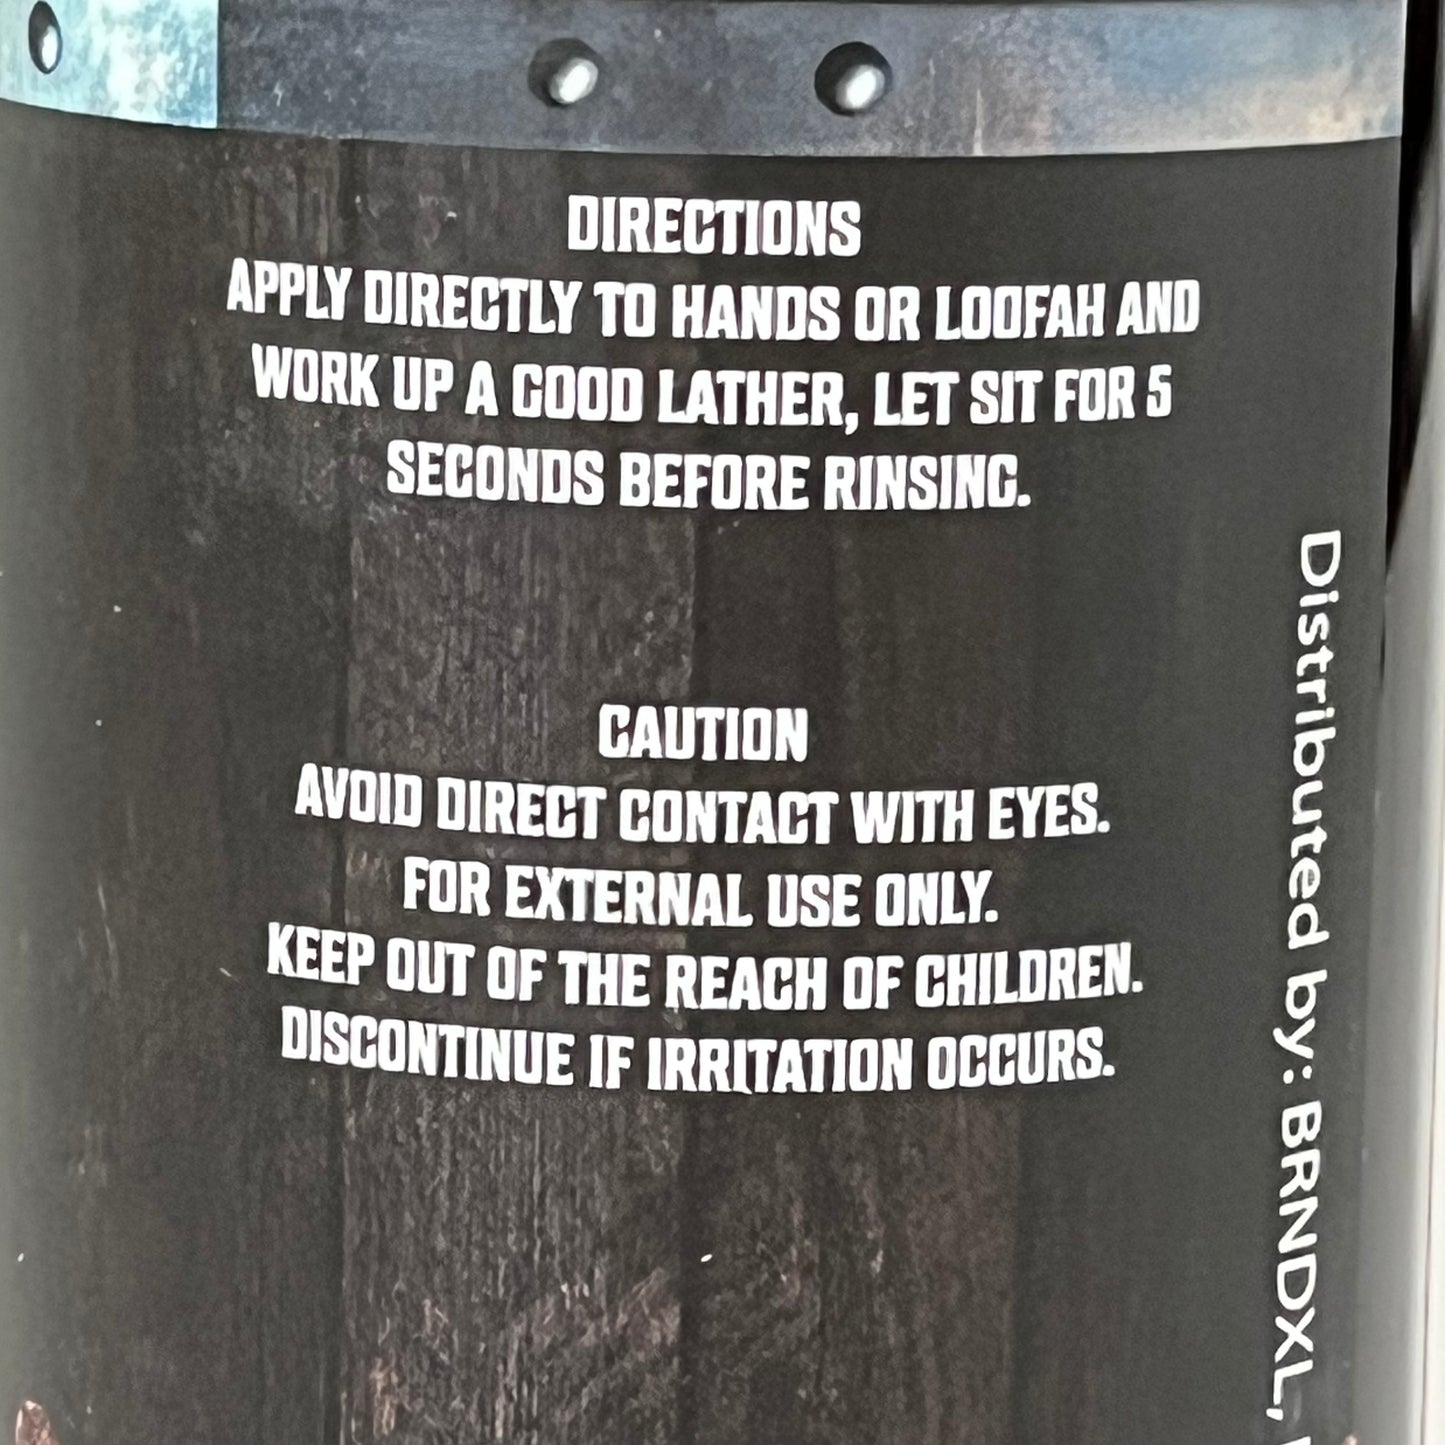 DIRECTIONS
APPLY DIRECTLY TO HANDS OR LOOFAH AND
WORK UP A GOOD LATHER, LET SIT FOR 5
SECONDS BEFORE RINSING.
CAUTION
AVOID DIRECT CONTACT WITH EYES.
FOR EXTERNAL USE ONLY.
KEEP OUT OF THE REACH OF CHILDREN.
DISCONTINUE IF IRRITATION OCCURS.
Distributed by: BRNDXL,